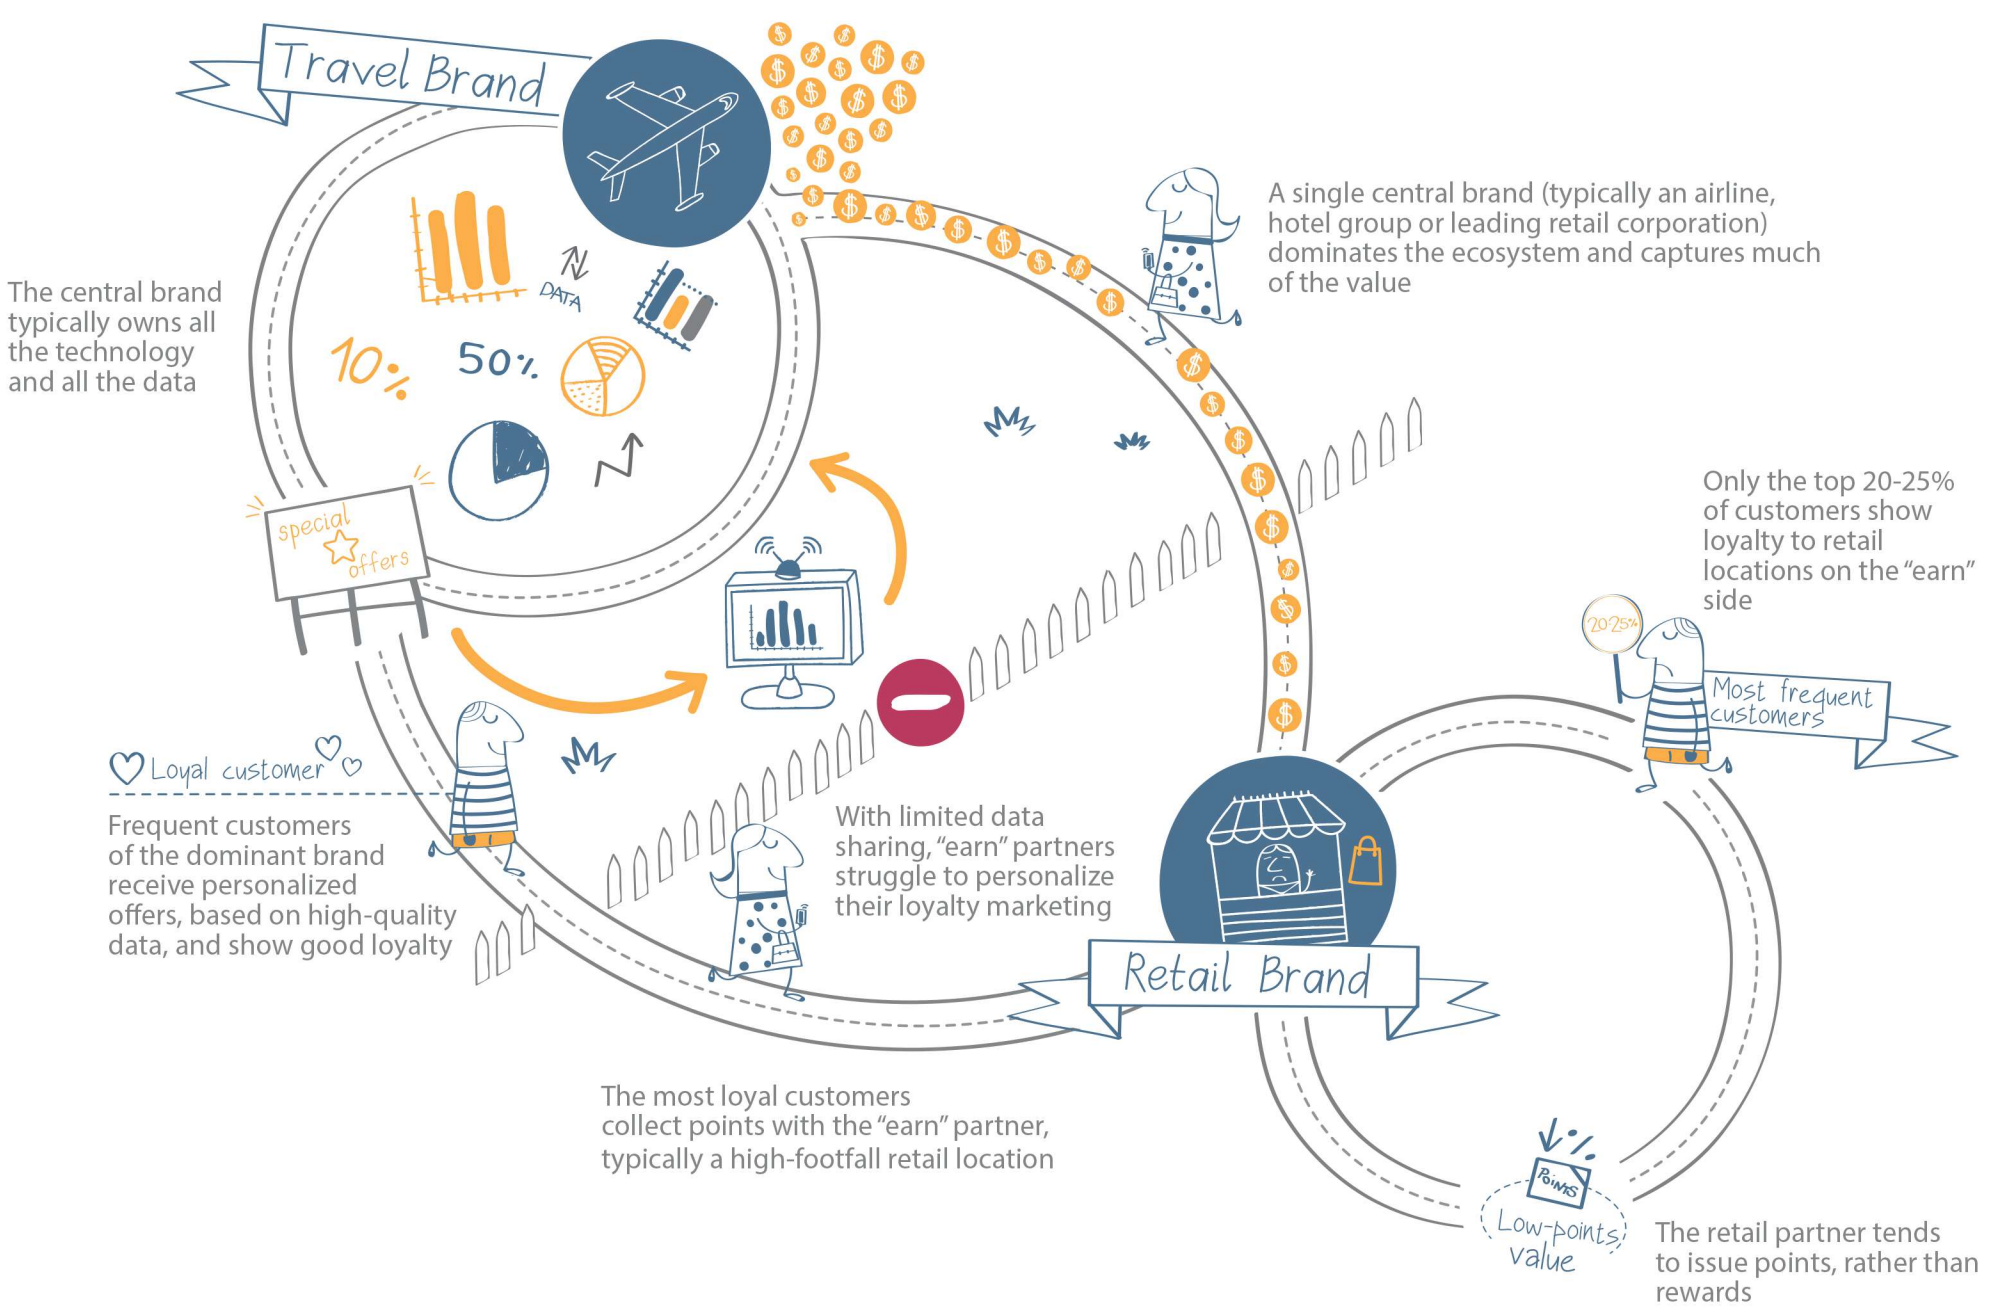 Travel Brand
A single central brand (typically an airline,
hotel group or leading retail corporation)
dominates the ecosystem and captures much
of the value
The central brand
typically owns all
the technology
and all the data
DATA
10%
50%
special
offers
Only the top 20-25%
of customers show
loyalty to retail
locations on the “earn”
side
20-25%
Most frequent
customers
Loyal customer
Frequent customers
of the dominant brand
receive personalized
offers, based on high-quality
data, and show good loyalty
With limited data
sharing, “earn” partners
struggle to personalize
their loyalty marketing
Retail Brand
The most loyal customers
collect points with the “earn” partner,
typically a high-footfall retail location
%
POINTS
Low-points
value
The retail partner tends
to issue points, rather than
rewards